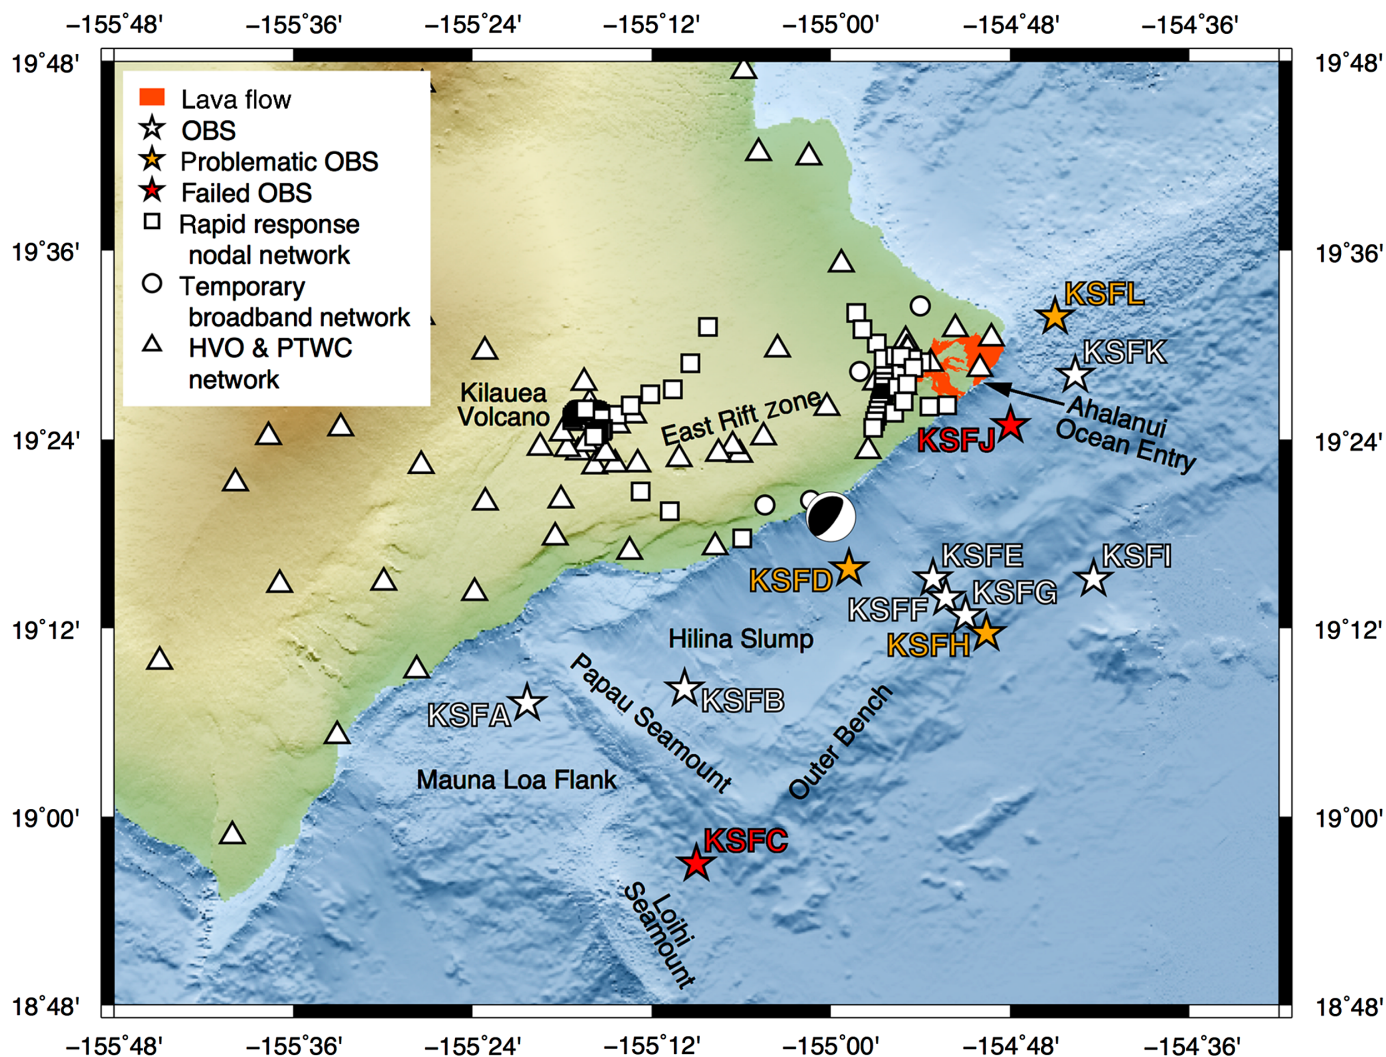 −155˚48' −155˚36' −155˚24' −155˚12' −155˚00' −154˚48' −154˚36'
19˚48' 19˚48'
Lava flow
OBS
Problematic OBS
Failed OBS
Rapid response
nodal network
Temporary
broadband network
HVO & PTWC
network
19˚36' 19˚36'
KSFL
KSFK
Kilauea
Volcano
East Rift zone
Ahalanui
Ocean Entry
19˚24' 19˚24'
KSFJ
KSFE
KSFI
KSFD
KSFG
KSFF
KSFH
19˚12' 19˚12'
Hilina Slump
KSFB
KSFA
Papau Seamount
Outer Bench
Mauna Loa Flank
19˚00' 19˚00'
KSFC
Loihi
Seamount
18˚48' 18˚48'
−155˚48' −155˚36' −155˚24' −155˚12' −155˚00' −154˚48' −154˚36'